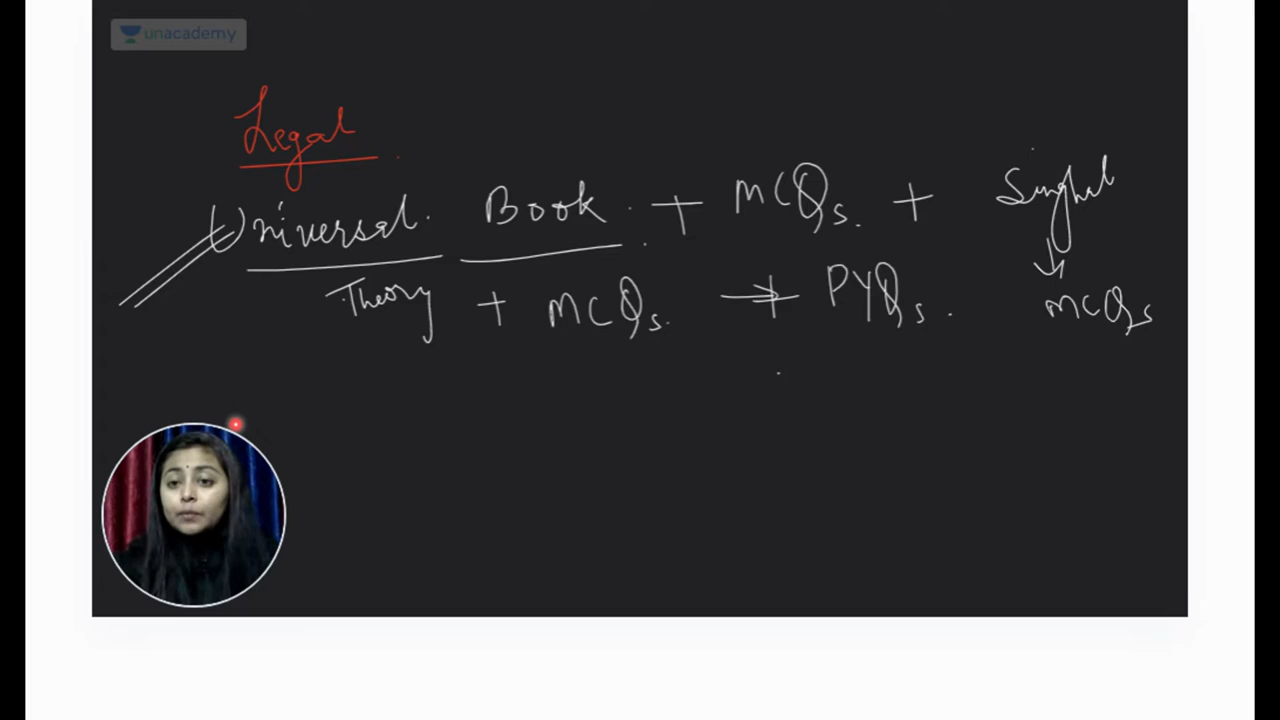 unacademy
Legal
Universal Book + MCQs. + Singhal
Theory + MCQs. → + PYQs. ↓ MCQs